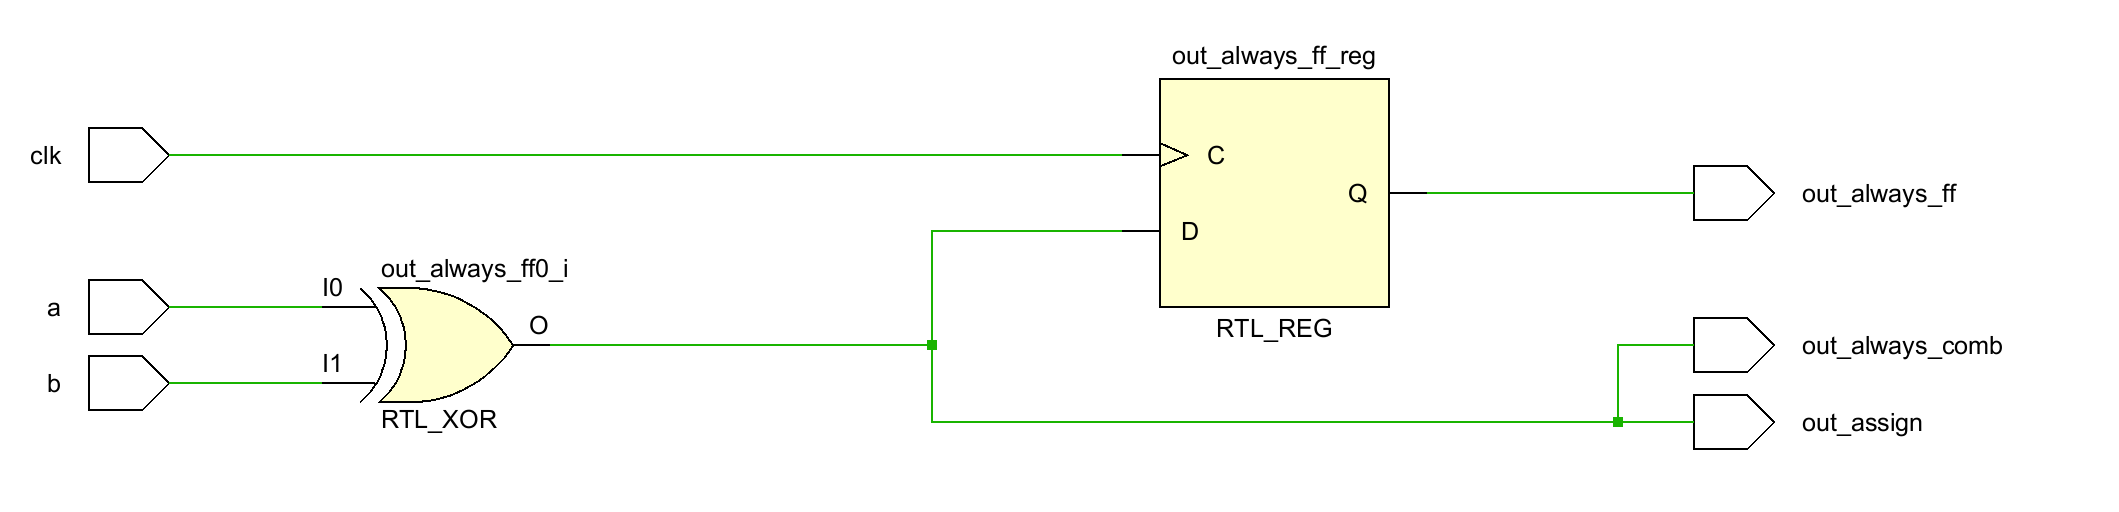 out_always_ff_reg
clk
C
Q
out_always_ff
D
out_always_ff0_i
I0
a
O
RTL_REG
out_always_comb
I1
b
RTL_XOR
out_assign